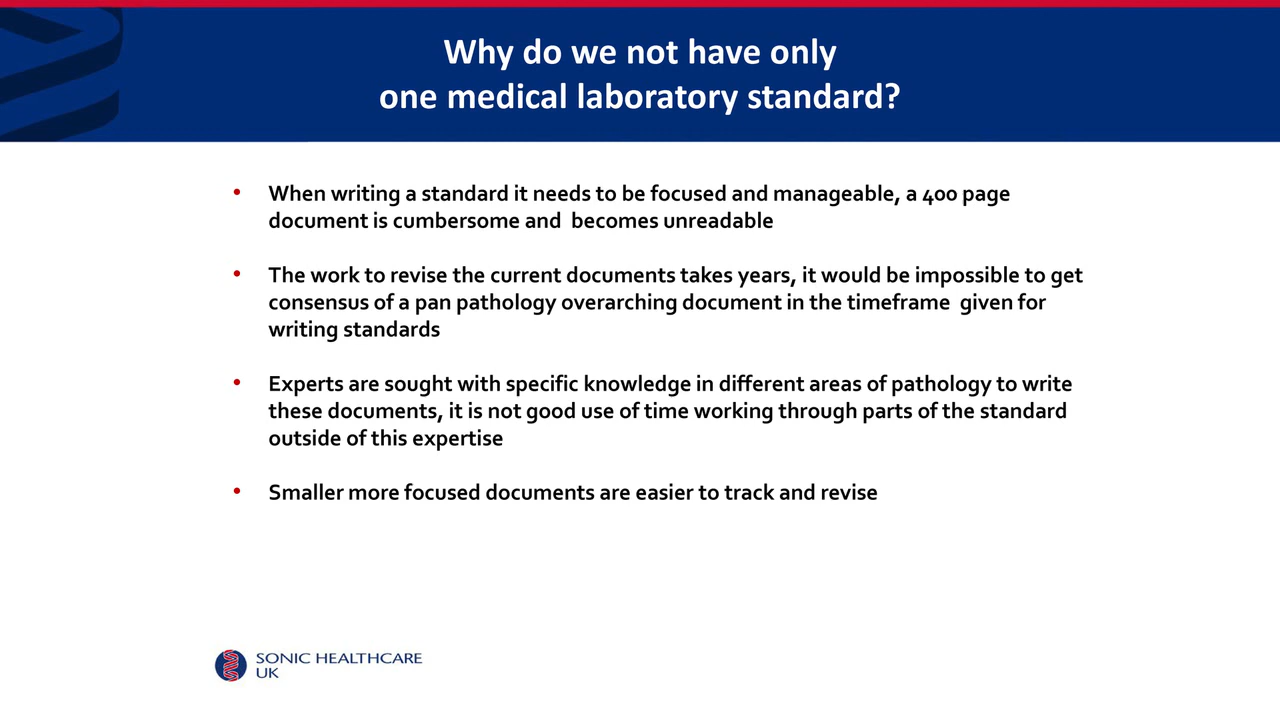 Why do we not have only
one medical laboratory standard?
• When writing a standard it needs to be focused and manageable, a 400 page
document is cumbersome and  becomes unreadable
• The work to revise the current documents takes years, it would be impossible to get
consensus of a pan pathology overarching document in the timeframe  given for
writing standards
• Experts are sought with specific knowledge in different areas of pathology to write
these documents, it is not good use of time working through parts of the standard
outside of this expertise
• Smaller more focused documents are easier to track and revise
SONIC HEALTHCARE
UK